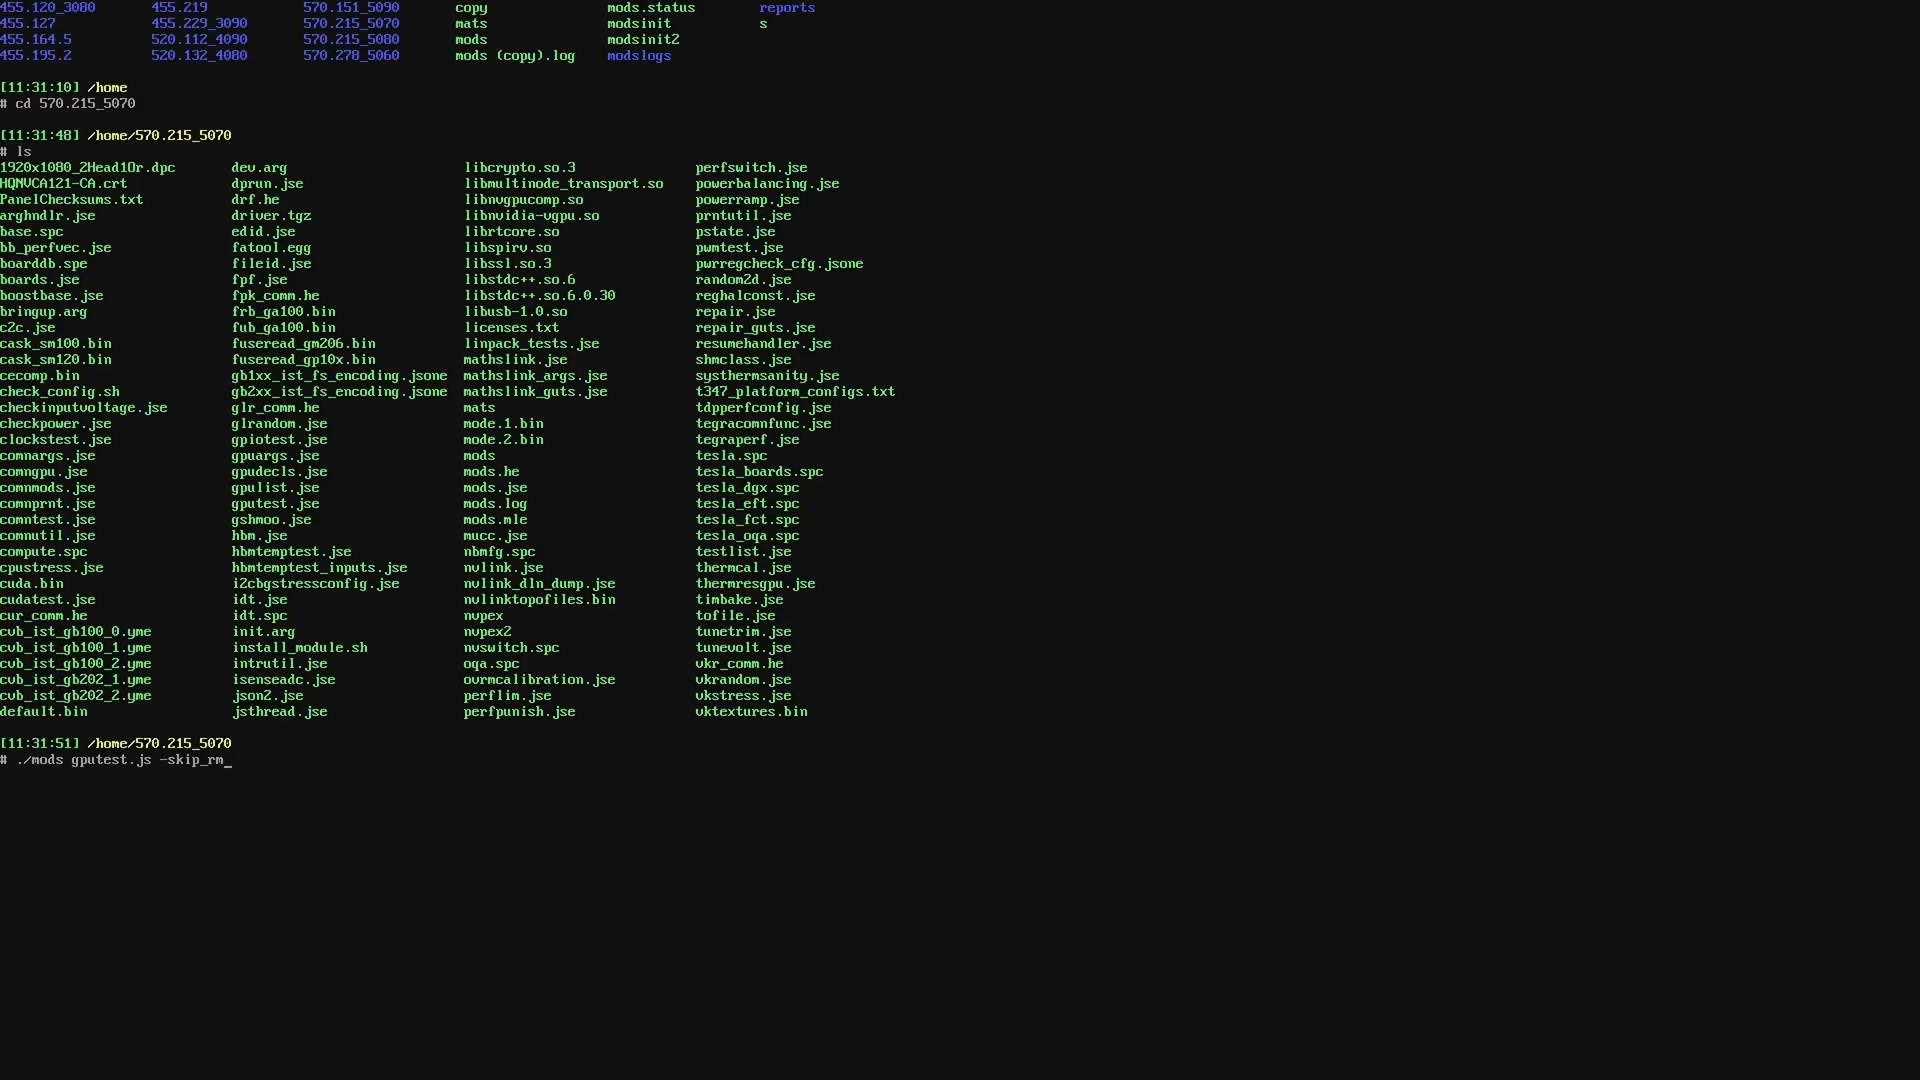 455.120_3080 455.219 570.151_5090 copy mods.status reports
455.127 455.229_3090 570.215_5070 mats modsinit s
455.164.5 520.112_4090 570.215_5080 mods modsinit2
455.195.2 520.132_4080 570.278_5060 mods (copy).log modslogs
[11:31:10] /home
# cd 570.215_5070
[11:31:48] /home/570.215_5070
# ls
1920x1080_2Head1Or.dpc dev.arg libcrypto.so.3 perfswitch.jse
HQNVCA121-CA.crt dprun.jse libmultinode_transport.so powerbalancing.jse
PanelChecksums.txt drf.he libnvgpucomp.so powerramp.jse
arghndlr.jse driver.tgz libnvidia-vgpu.so prntutil.jse
base.spc edid.jse librtcore.so pstate.jse
bb_perfvec.jse fatool.egg libspirv.so pwmtest.jse
boarddb.spe fileid.jse libssl.so.3 pwrregcheck_cfg.jsone
boards.jse fpf.jse libstdc++.so.6 random2d.jse
boostbase.jse fpk_comm.he libstdc++.so.6.0.30 reghalconst.jse
bringup.arg frb_ga100.bin libusb-1.0.so repair.jse
c2c.jse fub_ga100.bin licenses.txt repair_guts.jse
cask_sm100.bin fuseread_gm206.bin linpack_tests.jse resumehandler.jse
cask_sm120.bin fuseread_gp10x.bin mathslink.jse shmclass.jse
cecomp.bin gb1xx_ist_fs_encoding.jsone mathslink_args.jse systhermsanity.jse
check_config.sh gb2xx_ist_fs_encoding.jsone mathslink_guts.jse t347_platform_configs.txt
checkinputvoltage.jse glr_comm.he mats tdpperfconfig.jse
checkpower.jse glrandom.jse mode.1.bin tegracomnfunc.jse
clockstest.jse gpiotest.jse mode.2.bin tegraperf.jse
comnargs.jse gpuargs.jse mods tesla.spc
comngpu.jse gpudecls.jse mods.he tesla_boards.spc
comnmods.jse gpulist.jse mods.jse tesla_dgx.spc
comnprnt.jse gputest.jse mods.log tesla_eft.spc
comntest.jse gshmoo.jse mods.mle tesla_fct.spc
comnutil.jse hbm.jse mucc.jse tesla_oqa.spc
compute.spc hbmtemptest.jse nbmfg.spc testlist.jse
cpustress.jse hbmtemptest_inputs.jse nvlink.jse thermcal.jse
cuda.bin i2cbgstressconfig.jse nvlink_dln_dump.jse thermresgpu.jse
cudatest.jse idt.jse nvlinktopofiles.bin timbake.jse
cur_comm.he idt.spc nvpex tofile.jse
cvb_ist_gb100_0.yme init.arg nvpex2 tunetrim.jse
cvb_ist_gb100_1.yme install_module.sh nvswitch.spc tunevolt.jse
cvb_ist_gb100_2.yme intrutil.jse oqa.spc vkr_comm.he
cvb_ist_gb202_1.yme isenseadc.jse ovrmcalibration.jse vkrandom.jse
cvb_ist_gb202_2.yme json2.jse perflim.jse vkstress.jse
default.bin jsthread.jse perfpunish.jse vktextures.bin
[11:31:51] /home/570.215_5070
# ./mods gputest.js -skip_rm_